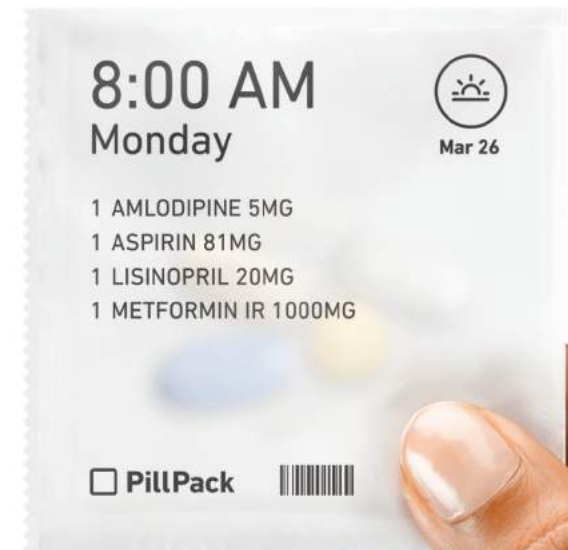 8:00 AM
Monday
Mar 26
1 AMLODIPINE 5MG
1 ASPIRIN 81MG
1 LISINOPRIL 20MG
1 METFORMIN IR 1000MG
PillPack